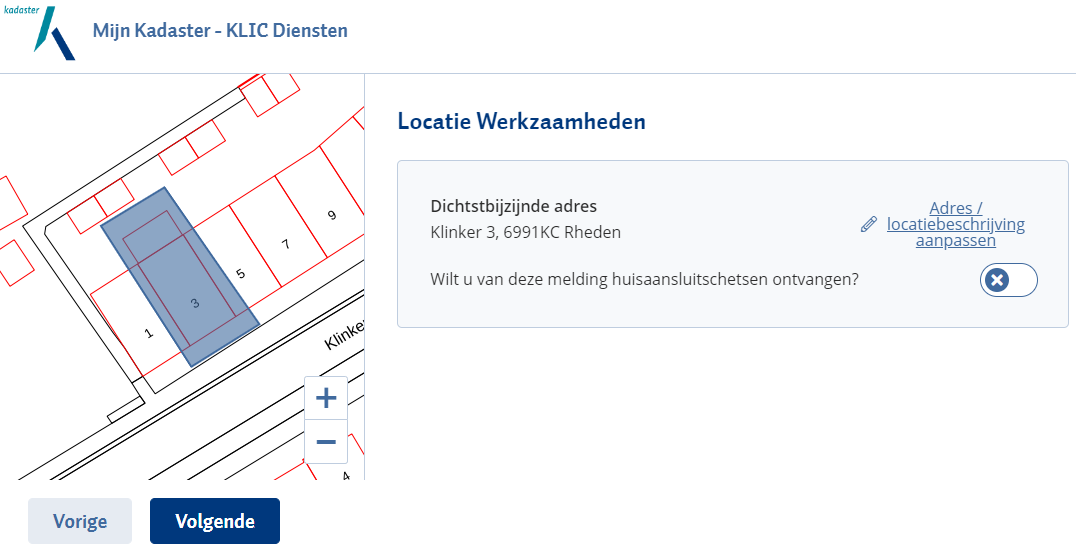 kadaster
Mijn Kadaster - KLIC Diensten
Locatie Werkzaamheden
Dichtstbijzijnde adres
Klinker 3, 6991KC Rheden
Adres /
locatiebeschrijving
aanpassen
Wilt u van deze melding huisaansluitschetsen ontvangen?
9
7
5
3
1
Klinke
4
+
−
Vorige
Volgende